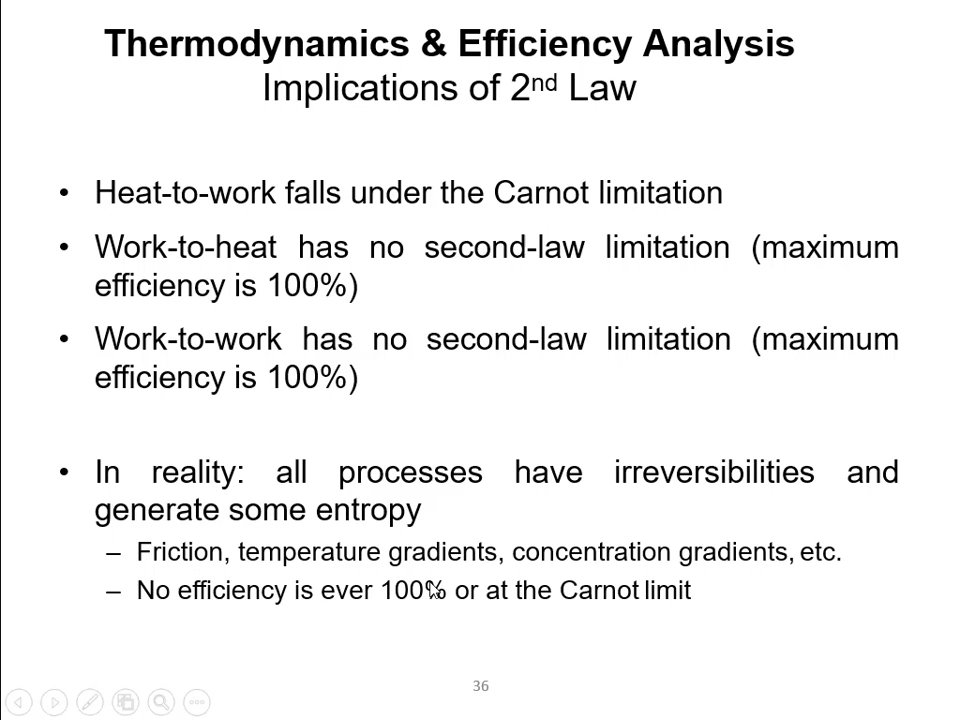 Thermodynamics & Efficiency Analysis
Implications of 2nd Law
• Heat-to-work falls under the Carnot limitation
• Work-to-heat has no second-law limitation (maximum
efficiency is 100%)
• Work-to-work has no second-law limitation (maximum
efficiency is 100%)
• In reality: all processes have irreversibilities and
generate some entropy
– Friction, temperature gradients, concentration gradients, etc.
– No efficiency is ever 100% or at the Carnot limit
36